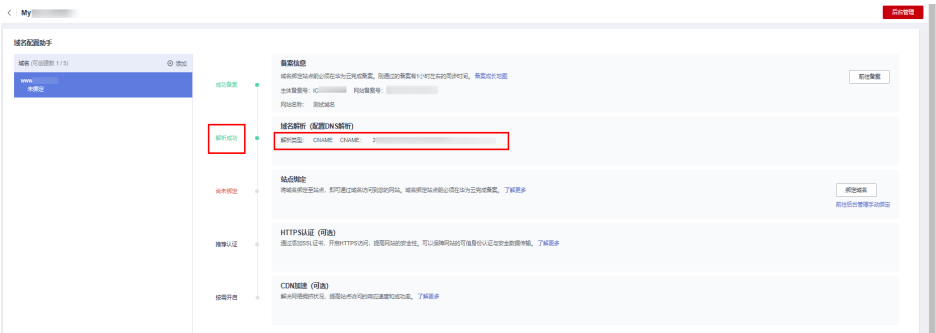 My
后台管理
域名配置助手
域名 (可创建数 1 / 5)
添加
www.
未绑定
成功备案
备案信息
域名绑定站点前必须在华为云完成备案。刚通过的备案有1小时左右的同步时间。 备案成长地图
主体备案号: IC
网站备案号:
网站名称: 测试域名
前往备案
解析成功
域名解析 (配置DNS解析)
解析类型: CNAME CNAME: 2
尚未绑定
站点绑定
将域名绑定至站点，即可通过域名访问到您的网站。域名绑定站点前必须在华为云完成备案。 了解更多
绑定域名
前往后台管理手动绑定
推荐认证
HTTPS认证 (可选)
通过添加SSL证书，开启HTTPS访问，提高网站的安全性。可以保障网站的可信身份认证与安全数据传输。 了解更多
按需开启
CDN加速 (可选)
解决网络拥挤状况，提高站点访问的响应速度和成功率。 了解更多